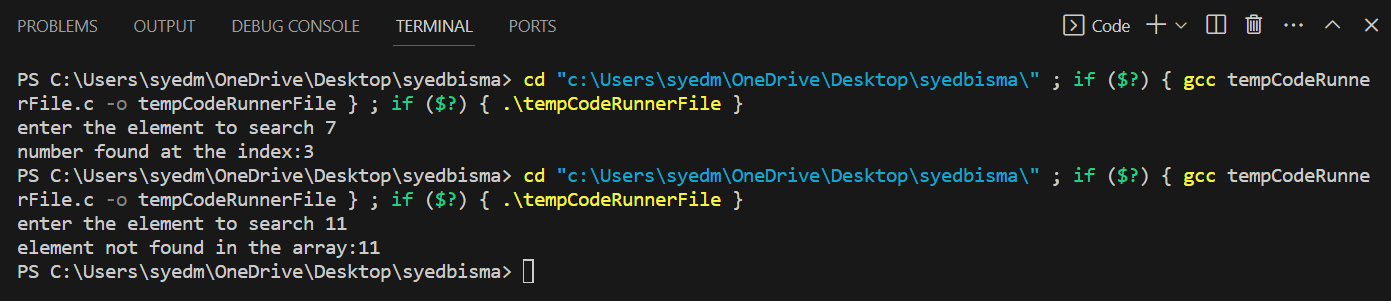 PROBLEMS OUTPUT DEBUG CONSOLE TERMINAL PORTS Code
PS C:\Users\syedm\OneDrive\Desktop\syedbisma> cd "c:\Users\syedm\OneDrive\Desktop\syedbisma\" ; if ($?) { gcc tempCodeRunne
rFile.c -o tempCodeRunnerFile } ; if ($?) { .\tempCodeRunnerFile }
enter the element to search 7
number found at the index:3
PS C:\Users\syedm\OneDrive\Desktop\syedbisma> cd "c:\Users\syedm\OneDrive\Desktop\syedbisma\" ; if ($?) { gcc tempCodeRunne
rFile.c -o tempCodeRunnerFile } ; if ($?) { .\tempCodeRunnerFile }
enter the element to search 11
element not found in the array:11
PS C:\Users\syedm\OneDrive\Desktop\syedbisma>